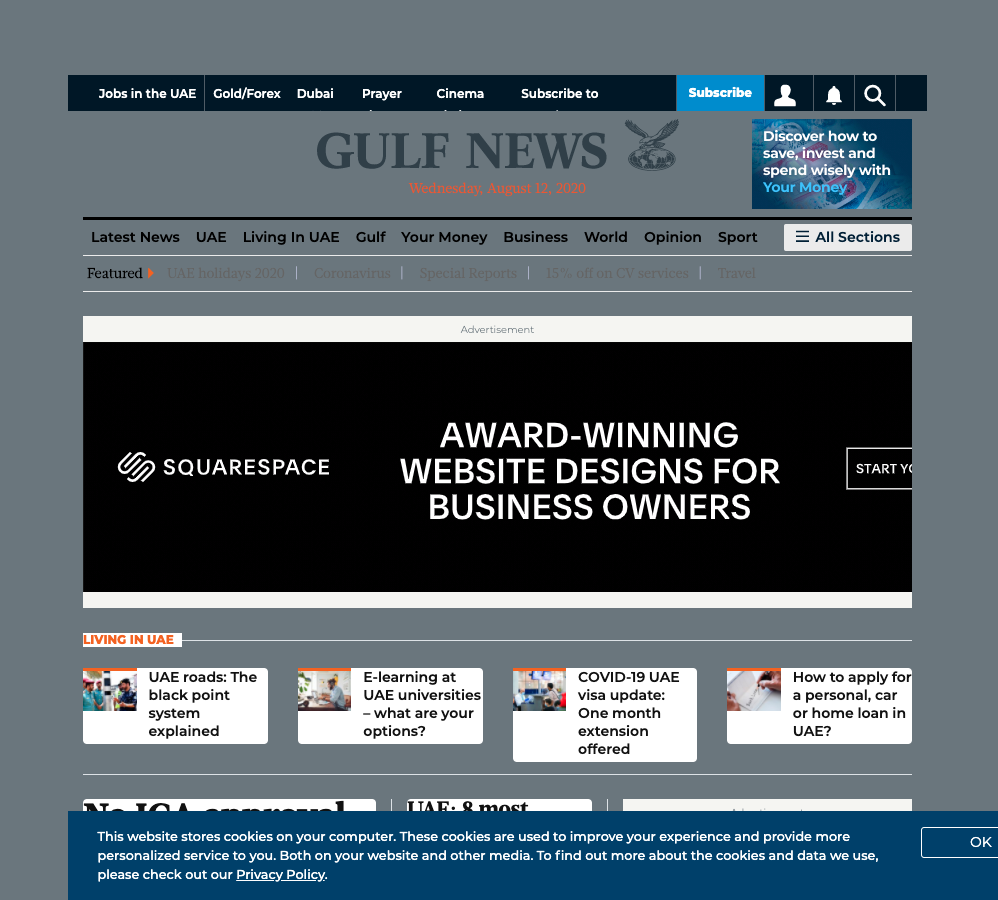 Jobs in the UAE Gold/Forex Dubai Prayer Cinema Subscribe to Subscribe
GULF NEWS
Wednesday, August 12, 2020
Discover how to
save, invest and
spend wisely with
Your Money
Latest News UAE Living In UAE Gulf Your Money Business World Opinion Sport All Sections
Featured UAE holidays 2020 Coronavirus Special Reports 15% off on CV services Travel
Advertisement
SQUARESPACE
AWARD-WINNING
WEBSITE DESIGNS FOR
BUSINESS OWNERS
START
LIVING IN UAE
UAE roads: The
black point
system
explained
E-learning at
UAE universities
– what are your
options?
COVID-19 UAE
visa update:
One month
extension
offered
How to apply for
a personal, car
or home loan in
UAE?
No ICA approval
UAE: 8 most
Advertisement
This website stores cookies on your computer. These cookies are used to improve your experience and provide more
personalized service to you. Both on your website and other media. To find out more about the cookies and data we use,
please check out our Privacy Policy.
OK